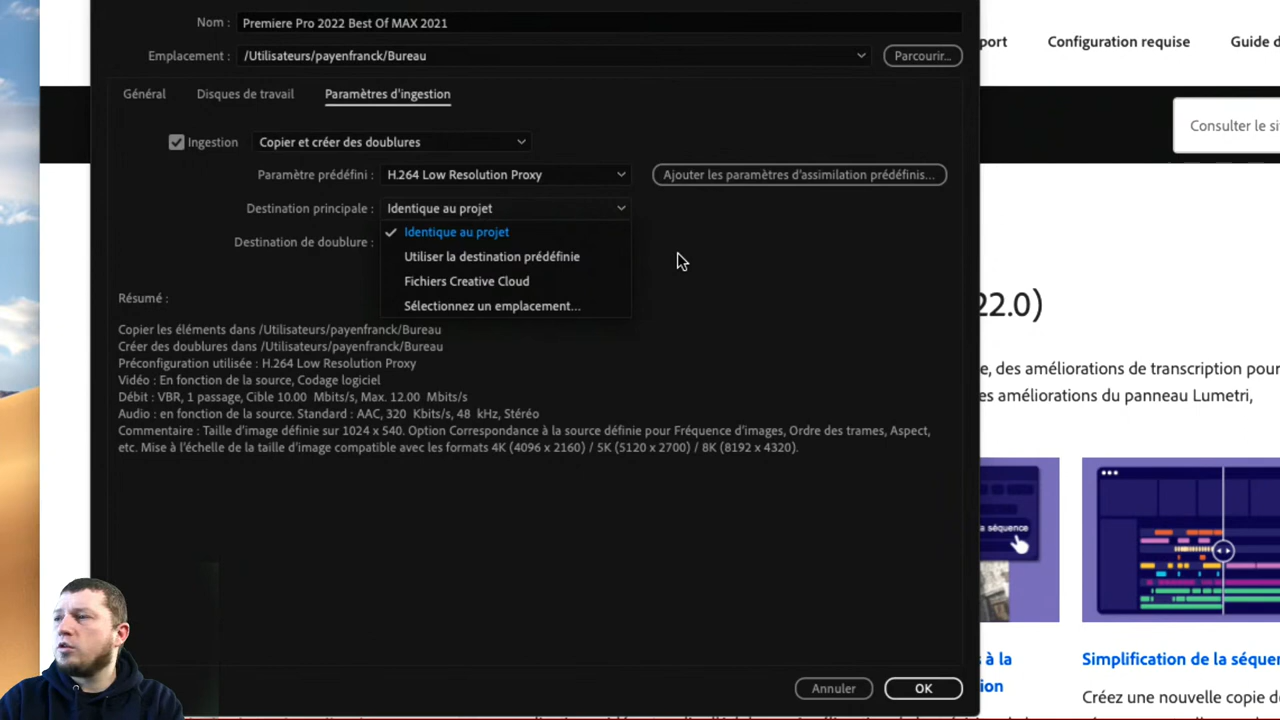 Nom : Premiere Pro 2022 Best Of MAX 2021
Emplacement : /Utilisateurs/payenfranck/Bureau Parcourir...
port Configuration requise Guide d
Général Disques de travail Paramètres d'ingestion
Consulter le si
Ingestion Copier et créer des doublures
Paramètre prédéfini : H.264 Low Resolution Proxy Ajouter les paramètres d'assimilation prédéfinis...
Destination principale : Identique au projet
Identique au projet
Destination de doublure :
Utiliser la destination prédéfinie
Fichiers Creative Cloud
Sélectionnez un emplacement...
Résumé :
Copier les éléments dans /Utilisateurs/payenfranck/Bureau
Créer des doublures dans /Utilisateurs/payenfranck/Bureau
Préconfiguration utilisée : H.264 Low Resolution Proxy
Vidéo : En fonction de la source, Codage logiciel
Débit : VBR, 1 passage, Cible 10.00 Mbits/s, Max. 12.00 Mbits/s
Audio : en fonction de la source. Standard : AAC, 320 Kbits/s, 48 kHz, Stéréo
Commentaire : Taille d'image définie sur 1024 x 540. Option Correspondance à la source définie pour Fréquence d'images, Ordre des trames, Aspect,
etc. Mise à l'échelle de la taille d'image compatible avec les formats 4K (4096 x 2160) / 5K (5120 x 2700) / 8K (8192 x 4320).
22.0)
e, des améliorations de transcription pour
es améliorations du panneau Lumetri,
la séquence
s à la
ion
Simplification de la séque
Créez une nouvelle copie d
Annuler OK